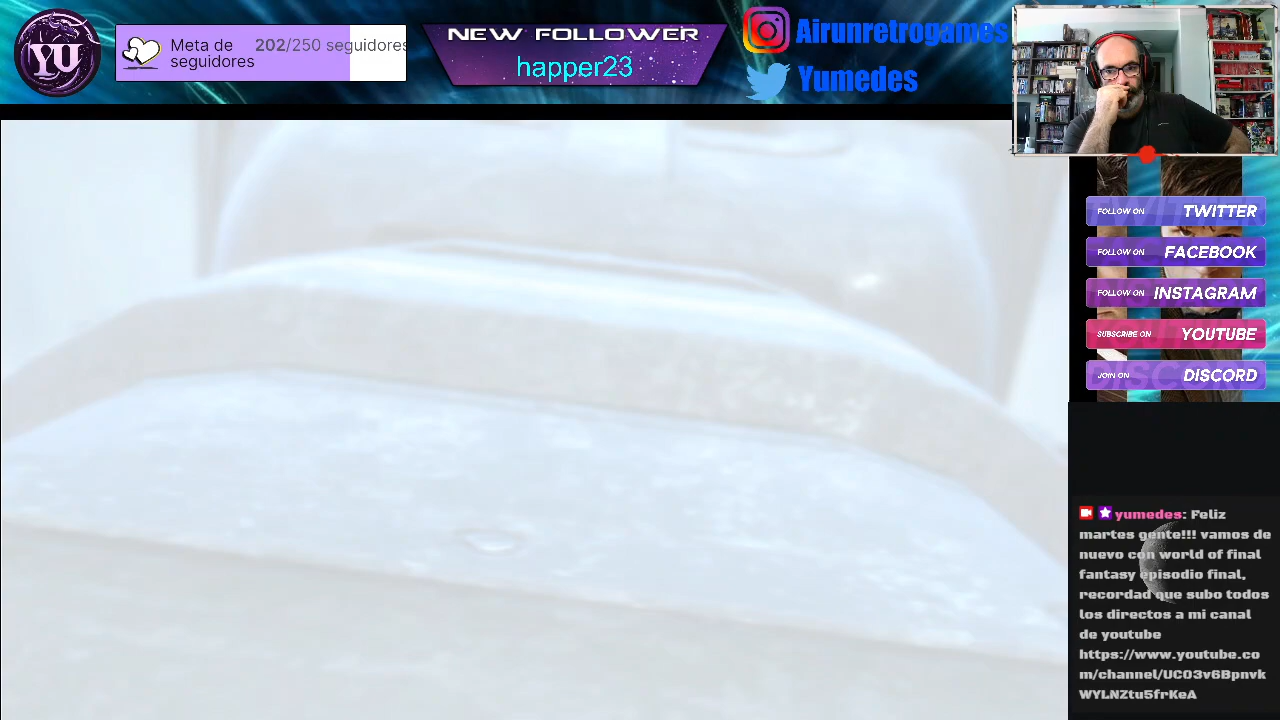 YU
Meta de seguidores
202/250 seguidores
NEW FOLLOWER
happer23
Airunretrogames
Yumedes
FOLLOW ON TWITTER
FOLLOW ON FACEBOOK
FOLLOW ON INSTAGRAM
SUBSCRIBE ON YOUTUBE
JOIN ON DISCORD
yumedes: Feliz
martes gente!!! vamos de
nuevo con world of final
fantasy episodio final,
recordad que subo todos
los directos a mi canal
de youtube
https://www.youtube.co
m/channel/UC03v6Bpnvk
WYLNZtu5frKeA